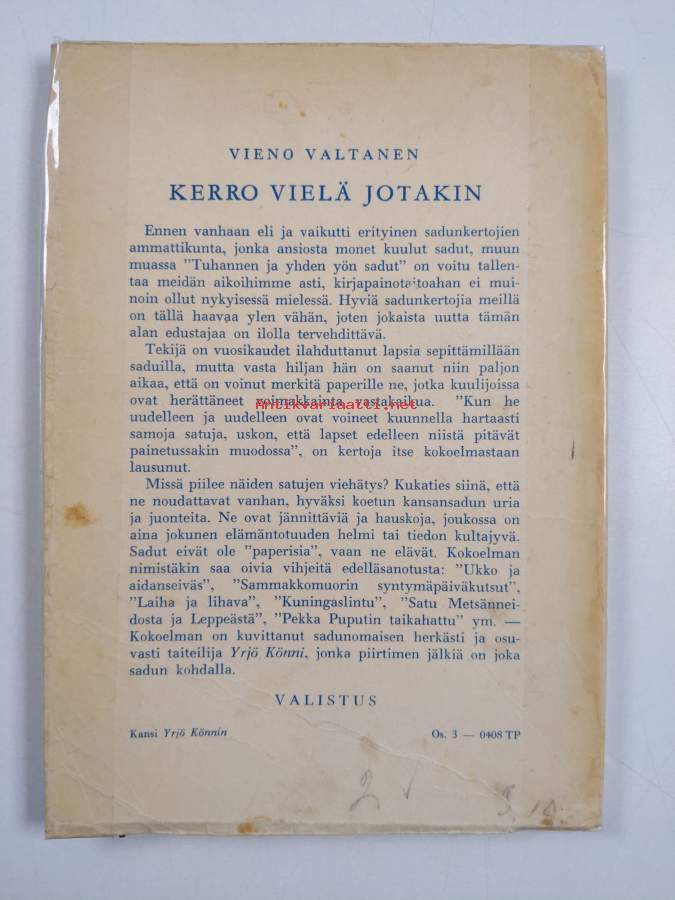 VIENO VALTANEN
KERRO VIELÄ JOTAKIN
Ennen vanhaan eli ja vaikutti erityinen sadunkertojien
ammattikunta, jonka ansiosta monet kuulut sadut, muun
muassa ”Tuhannen ja yhden yön sadut” on voitu tallen-
taa meidän aikoihimme asti, kirjapainotaitoahan ei mui-
noin ollut nykyisessä mielessä. Hyviä sadunkertojia meillä
on tällä haavaa ylen vähän, joten jokaista uutta tämän
alan edustajaa on ilolla tervehdittävä.
Tekijä on vuosikaudet ilahduttanut lapsia sepittämillään
saduilla, mutta vasta hiljan hän on saanut niin paljon
aikaa, että on voinut merkitä paperille ne, jotka kuulijoissa
ovat herättäneet voimakkainta vastakaikua. ”Kun he
Antikvariaatti.net
uudelleen ja uudelleen ovat voineet kuunnella hartaasti
samoja satuja, uskon, että lapset edelleen niistä pitävät
painetussakin muodossa”, on kertoja itse kokoelmastaan
lausunut.
Missä piilee näiden satujen viehätys? Kukaties siinä, että
ne noudattavat vanhan, hyväksi koetun kansansadun uria
ja juonteita. Ne ovat jännittäviä ja hauskoja, joukossa on
aina jokunen elämäntotuuden helmi tai tiedon kultajyvä.
Sadut eivät ole ”paperisia”, vaan ne elävät. Kokoelman
nimistäkin saa oivia vihjeitä edelläsanotusta: ”Ukko ja
aidanseiväs”, ”Sammakkomuorin syntymäpäiväkutsut”,
”Laiha ja lihava”, ”Kuningaslintu”, ”Satu Metsännei-
dosta ja Leppeästä”, ”Pekka Puputin taikahattu” ym. —
Kokoelman on kuvittanut sadunomaisen herkästi ja osu-
vasti taiteilija Yrjö Könni, jonka piirtimen jälkiä on joka
sadun kohdalla.
VALISTUS
Kansi Yrjö Könnin
Os. 3 — 0408 TP
2